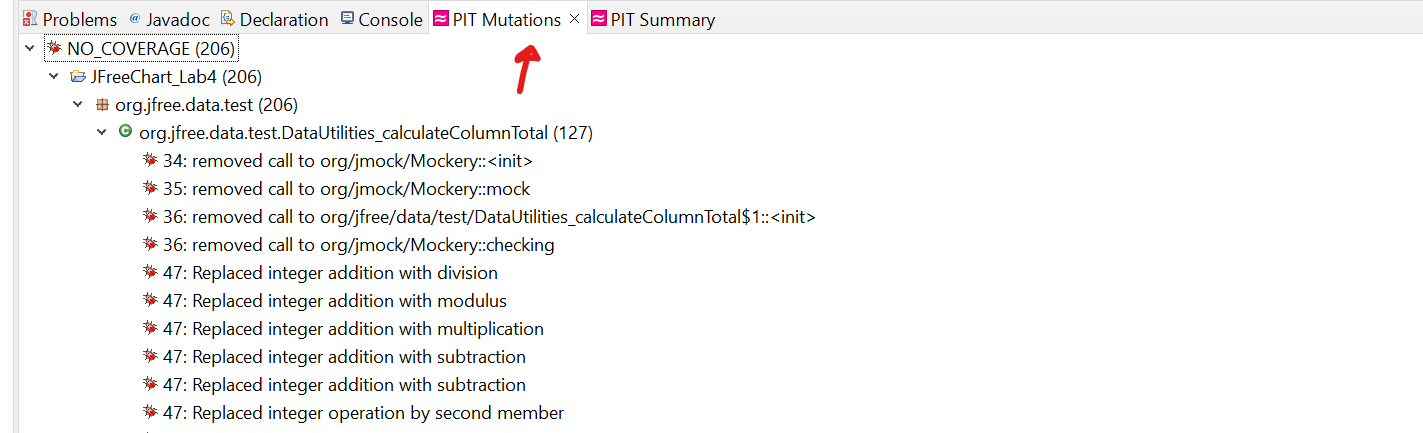 Problems @ Javadoc Declaration Console PIT Mutations PIT Summary
NO_COVERAGE (206)
JFreeChart_Lab4 (206)
org.jfree.data.test (206)
org.jfree.data.test.DataUtilities_calculateColumnTotal (127)
34: removed call to org/jmock/Mockery::<init>
35: removed call to org/jmock/Mockery::mock
36: removed call to org/jfree/data/test/DataUtilities_calculateColumnTotal$1::<init>
36: removed call to org/jmock/Mockery::checking
47: Replaced integer addition with division
47: Replaced integer addition with modulus
47: Replaced integer addition with multiplication
47: Replaced integer addition with subtraction
47: Replaced integer addition with subtraction
47: Replaced integer operation by second member